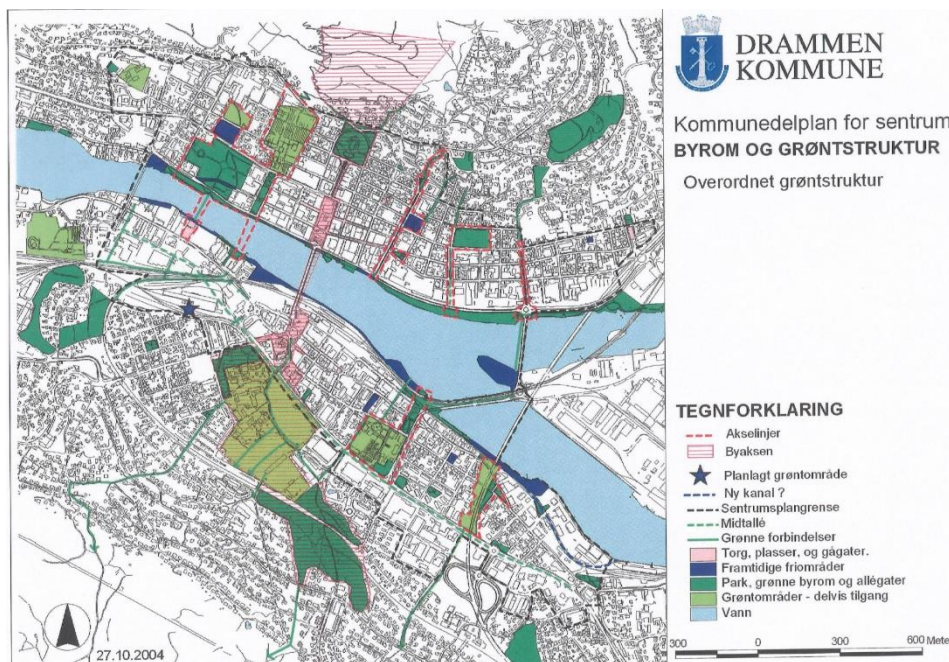 DRAMMEN
KOMMUNE
Kommunedelplan for sentrum
BYROM OG GRØNTSTRUKTUR
Overordnet grøntstruktur
TEGNFORKLARING
Akselinjer
Byaksen
Planlagt grøntområde
Ny kanal ?
Sentrumsplangrense
Midtallé
Grønne forbindelser
Torg, plasser, og gågater.
Framtidige friområder
Park, grønne byrom og allégater
Grøntområder - delvis tilgang
Vann
300 0 300 600 Mete
27.10.2004